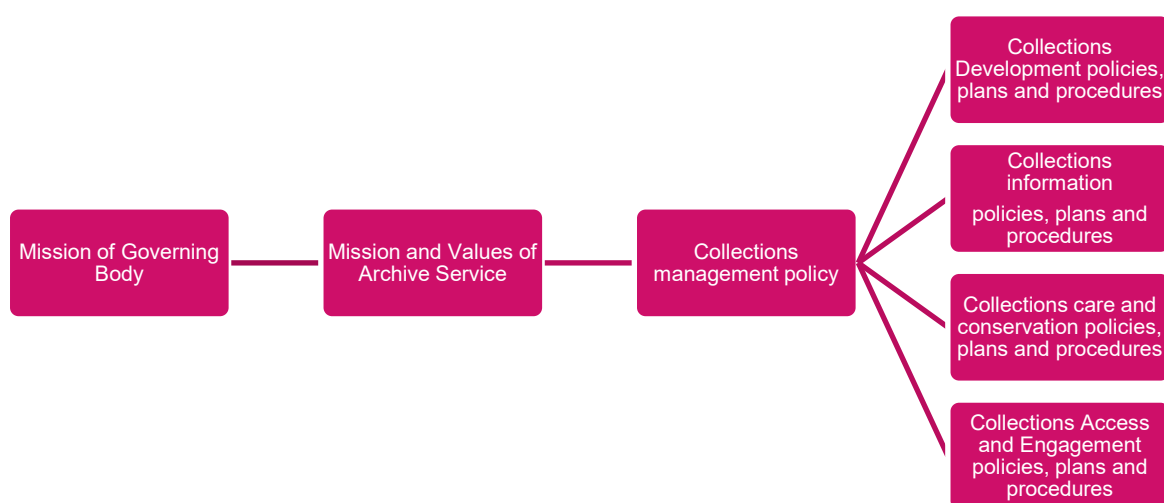 Mission of Governing
Body
Mission and Values of
Archive Service
Collections
management policy
Collections
Development policies,
plans and procedures
Collections
information
policies, plans and
procedures
Collections care and
conservation policies,
plans and procedures
Collections Access
and Engagement
policies, plans and
procedures